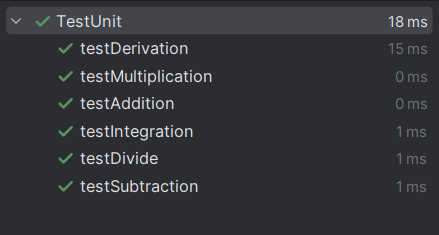 TestUnit 18 ms
testDerivation 15 ms
testMultiplication 0 ms
testAddition 0 ms
testIntegration 1 ms
testDivide 1 ms
testSubtraction 1 ms